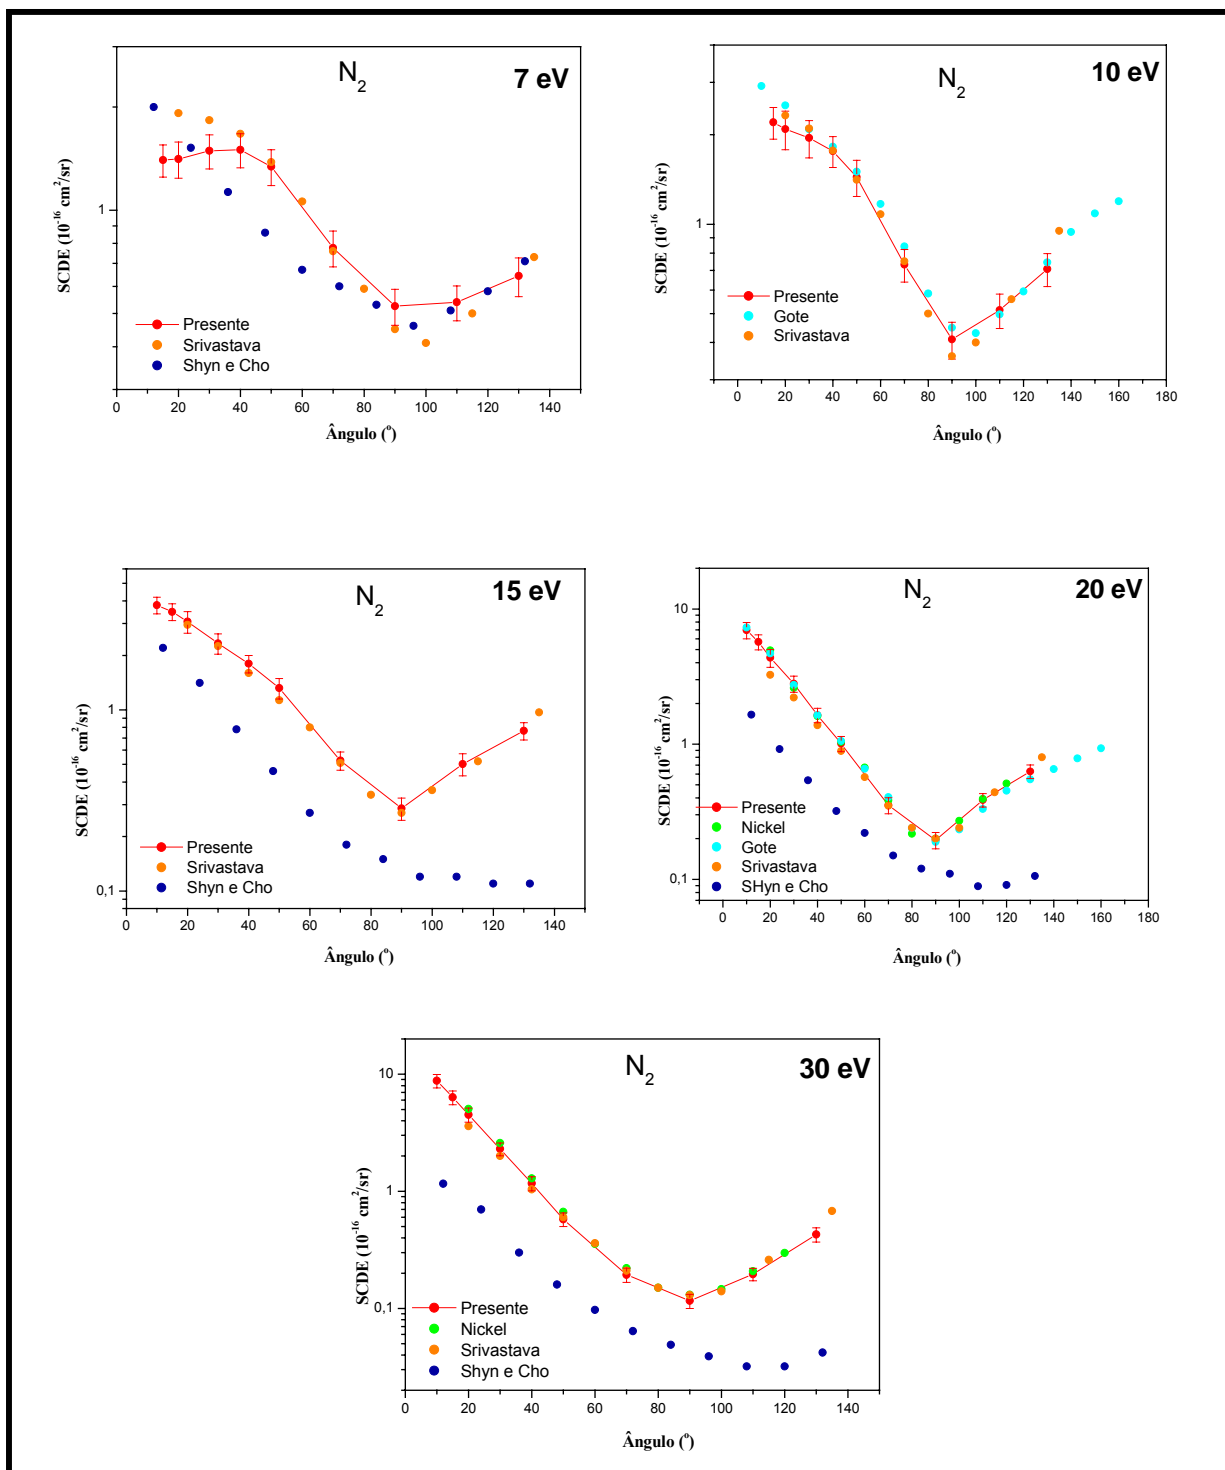 N2
7 eV
1
SCDE (10-16 cm2/sr)
Presente
Srivastava
Shyn e Cho
0 20 40 60 80 100 120 140
Ângulo (o)
N2
10 eV
1
SCDE (10-16 cm2/sr)
Presente
Gote
Srivastava
0 20 40 60 80 100 120 140 160 180
Ângulo (o)
N2
15 eV
1
0,1
SCDE (10-16 cm2/sr)
Presente
Srivastava
Shyn e Cho
0 20 40 60 80 100 120 140
Ângulo (o)
N2
20 eV
10
1
0,1
SCDE (10-16 cm2/sr)
Presente
Nickel
Gote
Srivastava
SHyn e Cho
0 20 40 60 80 100 120 140 160 180
Ângulo (o)
N2
30 eV
10
1
0,1
SCDE (10-16 cm2/sr)
Presente
Nickel
Srivastava
Shyn e Cho
0 20 40 60 80 100 120 140
Ângulo (o)